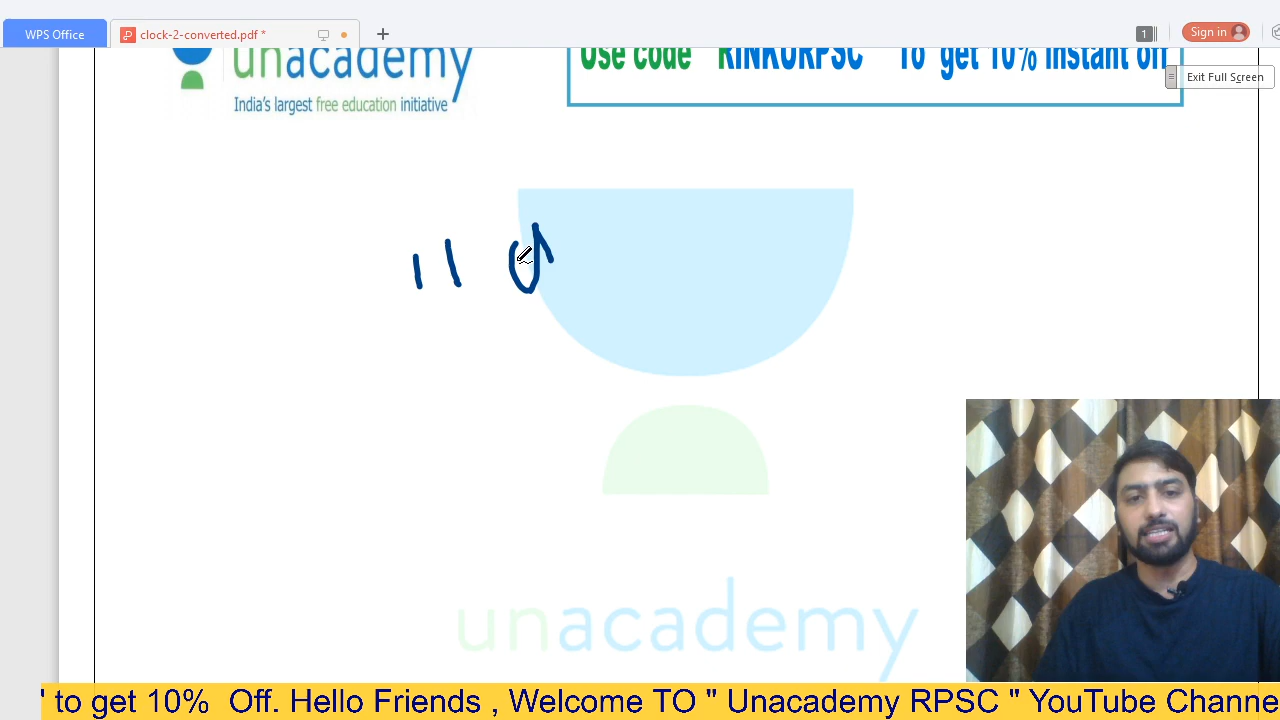 WPS Office clock-2-converted.pdf * 1 Sign in
unacademy
India's largest free education initiative
Use code RINKURPSC To get 10% instant off
Exit Full Screen
11
unacademy
" to get 10% Off. Hello Friends , Welcome TO " Unacademy RPSC " YouTube Channe